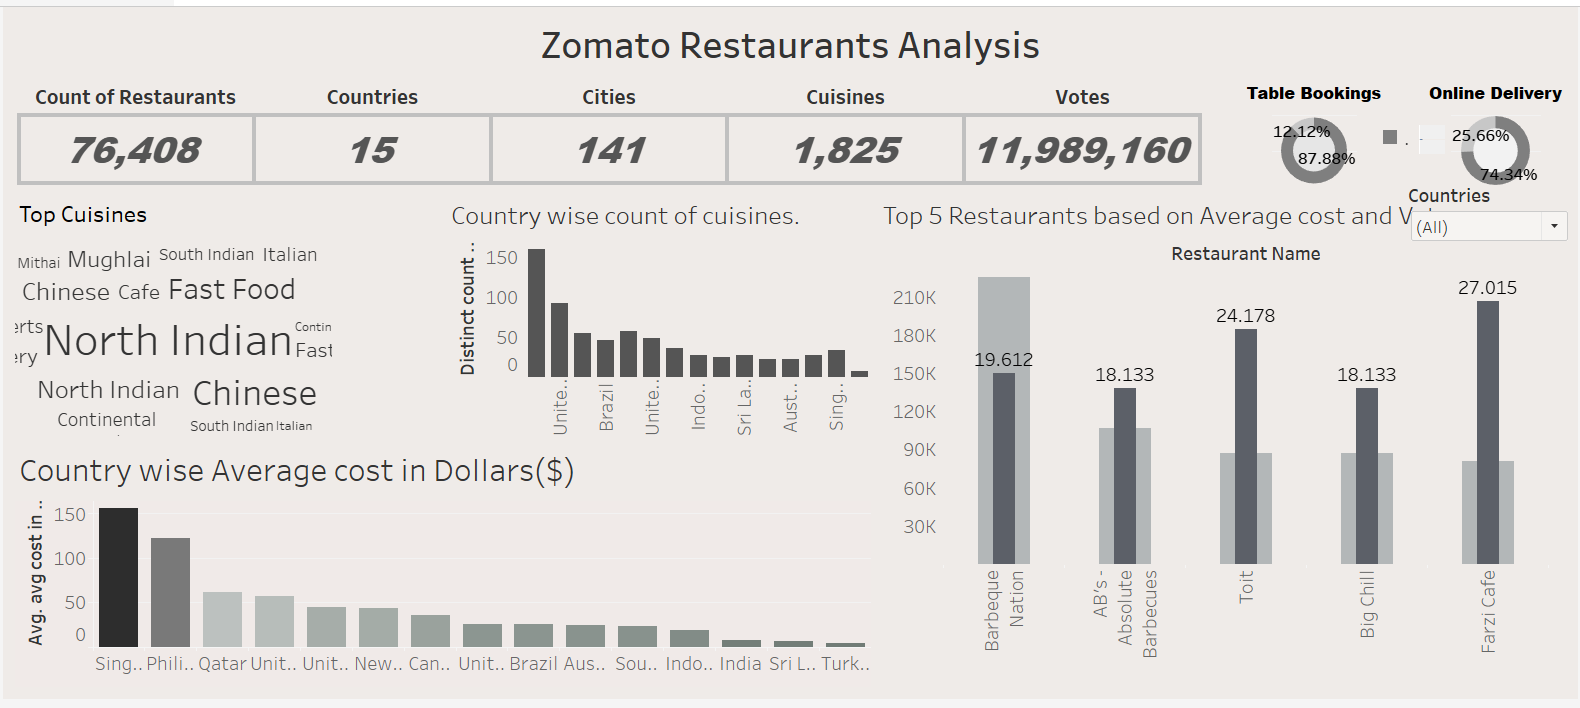 Zomato Restaurants Analysis
Count of Restaurants
Countries
Cities
Cuisines
Votes
76,408
15
141
1,825
11,989,160
Table Bookings
Online Delivery
12.12%
87.88%
.
25.66%
74.34%
Countries
(All)
Top Cuisines
Mithai Mughlai South Indian Italian
Chinese Cafe Fast Food
erts North Indian Contin
ery Fast
North Indian Chinese
Continental South Indian Italian
Country wise count of cuisines.
Distinct count ..
150
100
50
0
Unite.. Brazil Unite.. Indo.. Sri La.. Aust.. Sing..
Top 5 Restaurants based on Average cost and V
Restaurant Name
210K
180K
150K
120K
90K
60K
30K
19.612
18.133
24.178
18.133
27.015
Barbeque
Nation
AB's -
Absolute
Barbecues
Toit
Big Chill
Farzi Cafe
Country wise Average cost in Dollars($)
Avg. avg cost in ..
150
100
50
0
Sing.. Phili.. Qatar Unit.. Unit.. New.. Can.. Unit.. Brazil Aus.. Sou.. Indo.. India Sri L.. Turk..